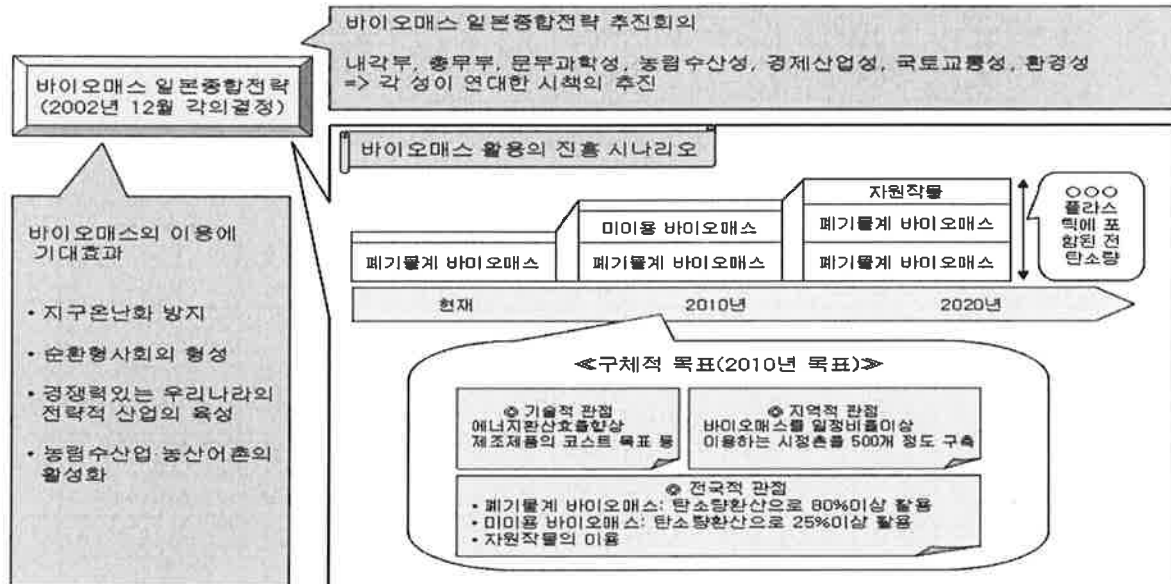 바이오매스 일본종합전략 추진회의
내각부, 총무부, 문부과학성, 농림수산성, 경제산업성, 국토교통성, 환경성
=> 각 성이 연대한 시책의 추진
바이오매스 일본종합전략
(2002년 12월 각의결정)
바이오매스의 이용에
기대효과
• 지구온난화 방지
• 순환형사회의 형성
• 경쟁력있는 우리나라의
전략적 산업의 육성
• 농림수산업 농산어촌의
활성화
바이오매스 활용의 진흥 시나리오
폐기물계 바이오매스
미이용 바이오매스
폐기물계 바이오매스
자원작물
폐기물계 바이오매스
폐기물계 바이오매스
○○○
플라스
틱에 포
함된 전
탄소량
현재
2010년
2020년
≪구체적 목표(2010년 목표)≫
◎ 기술적 관점
에너지환산효율향상
제조제품의 코스트 목표 등
◎ 지역적 관점
바이오매스를 일정비율이상
이용하는 시정촌을 500개 정도 구축
◎ 전국적 관점
• 폐기물계 바이오매스: 탄소량환산으로 80%이상 활용
• 미이용 바이오매스: 탄소량환산으로 25%이상 활용
• 자원작물의 이용